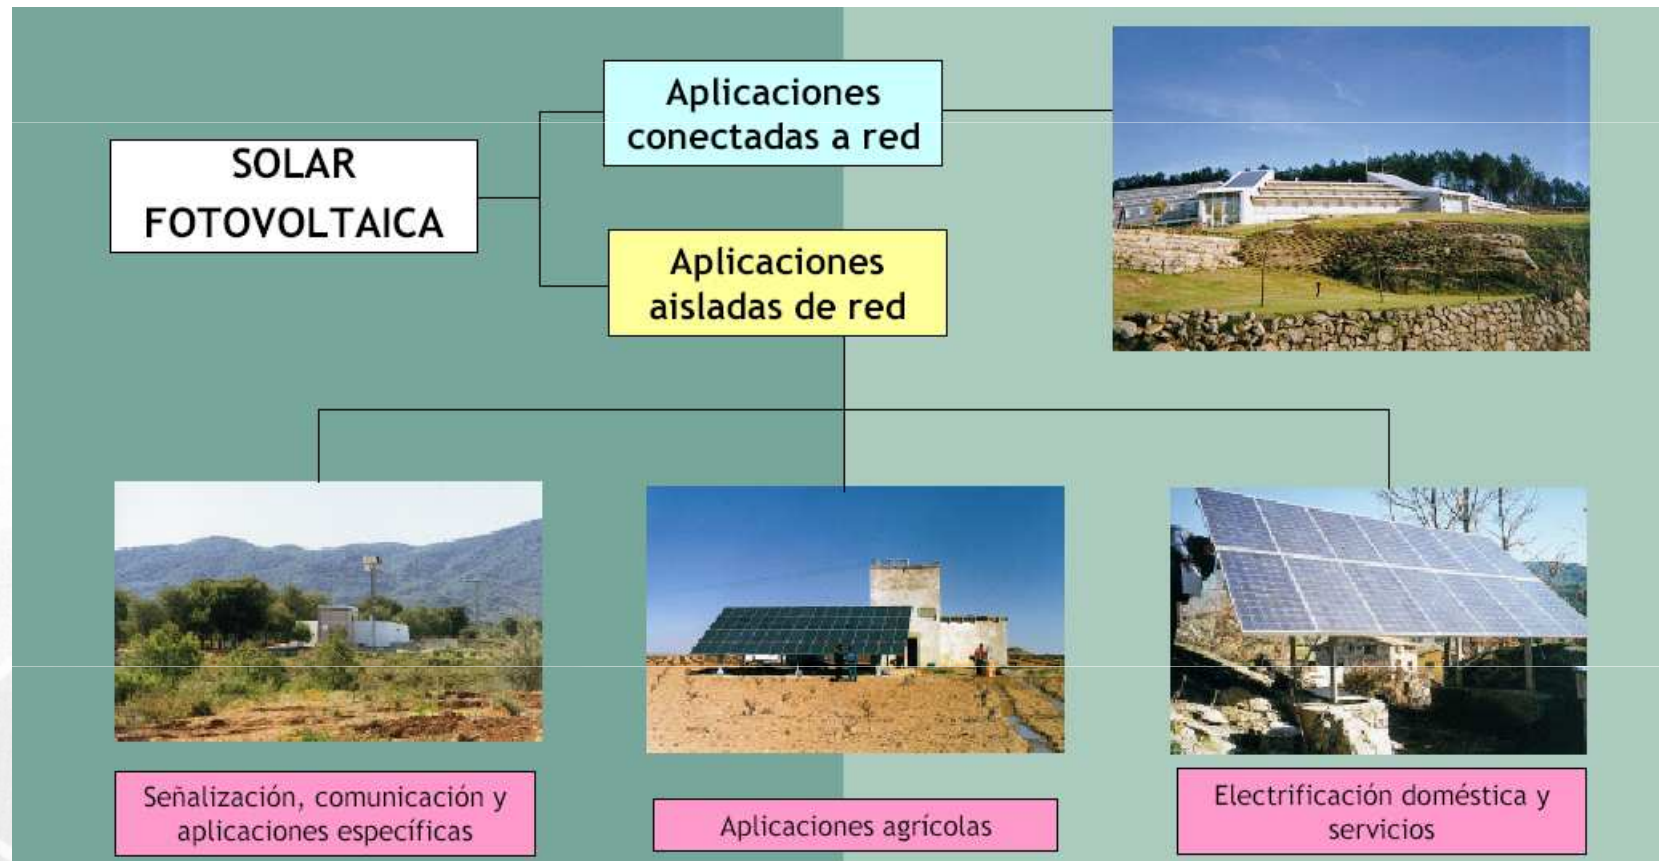 SOLAR
FOTOVOLTAICA
Aplicaciones
conectadas a red
Aplicaciones
aisladas de red
Señalización, comunicación y
aplicaciones específicas
Aplicaciones agrícolas
Electrificación doméstica y
servicios